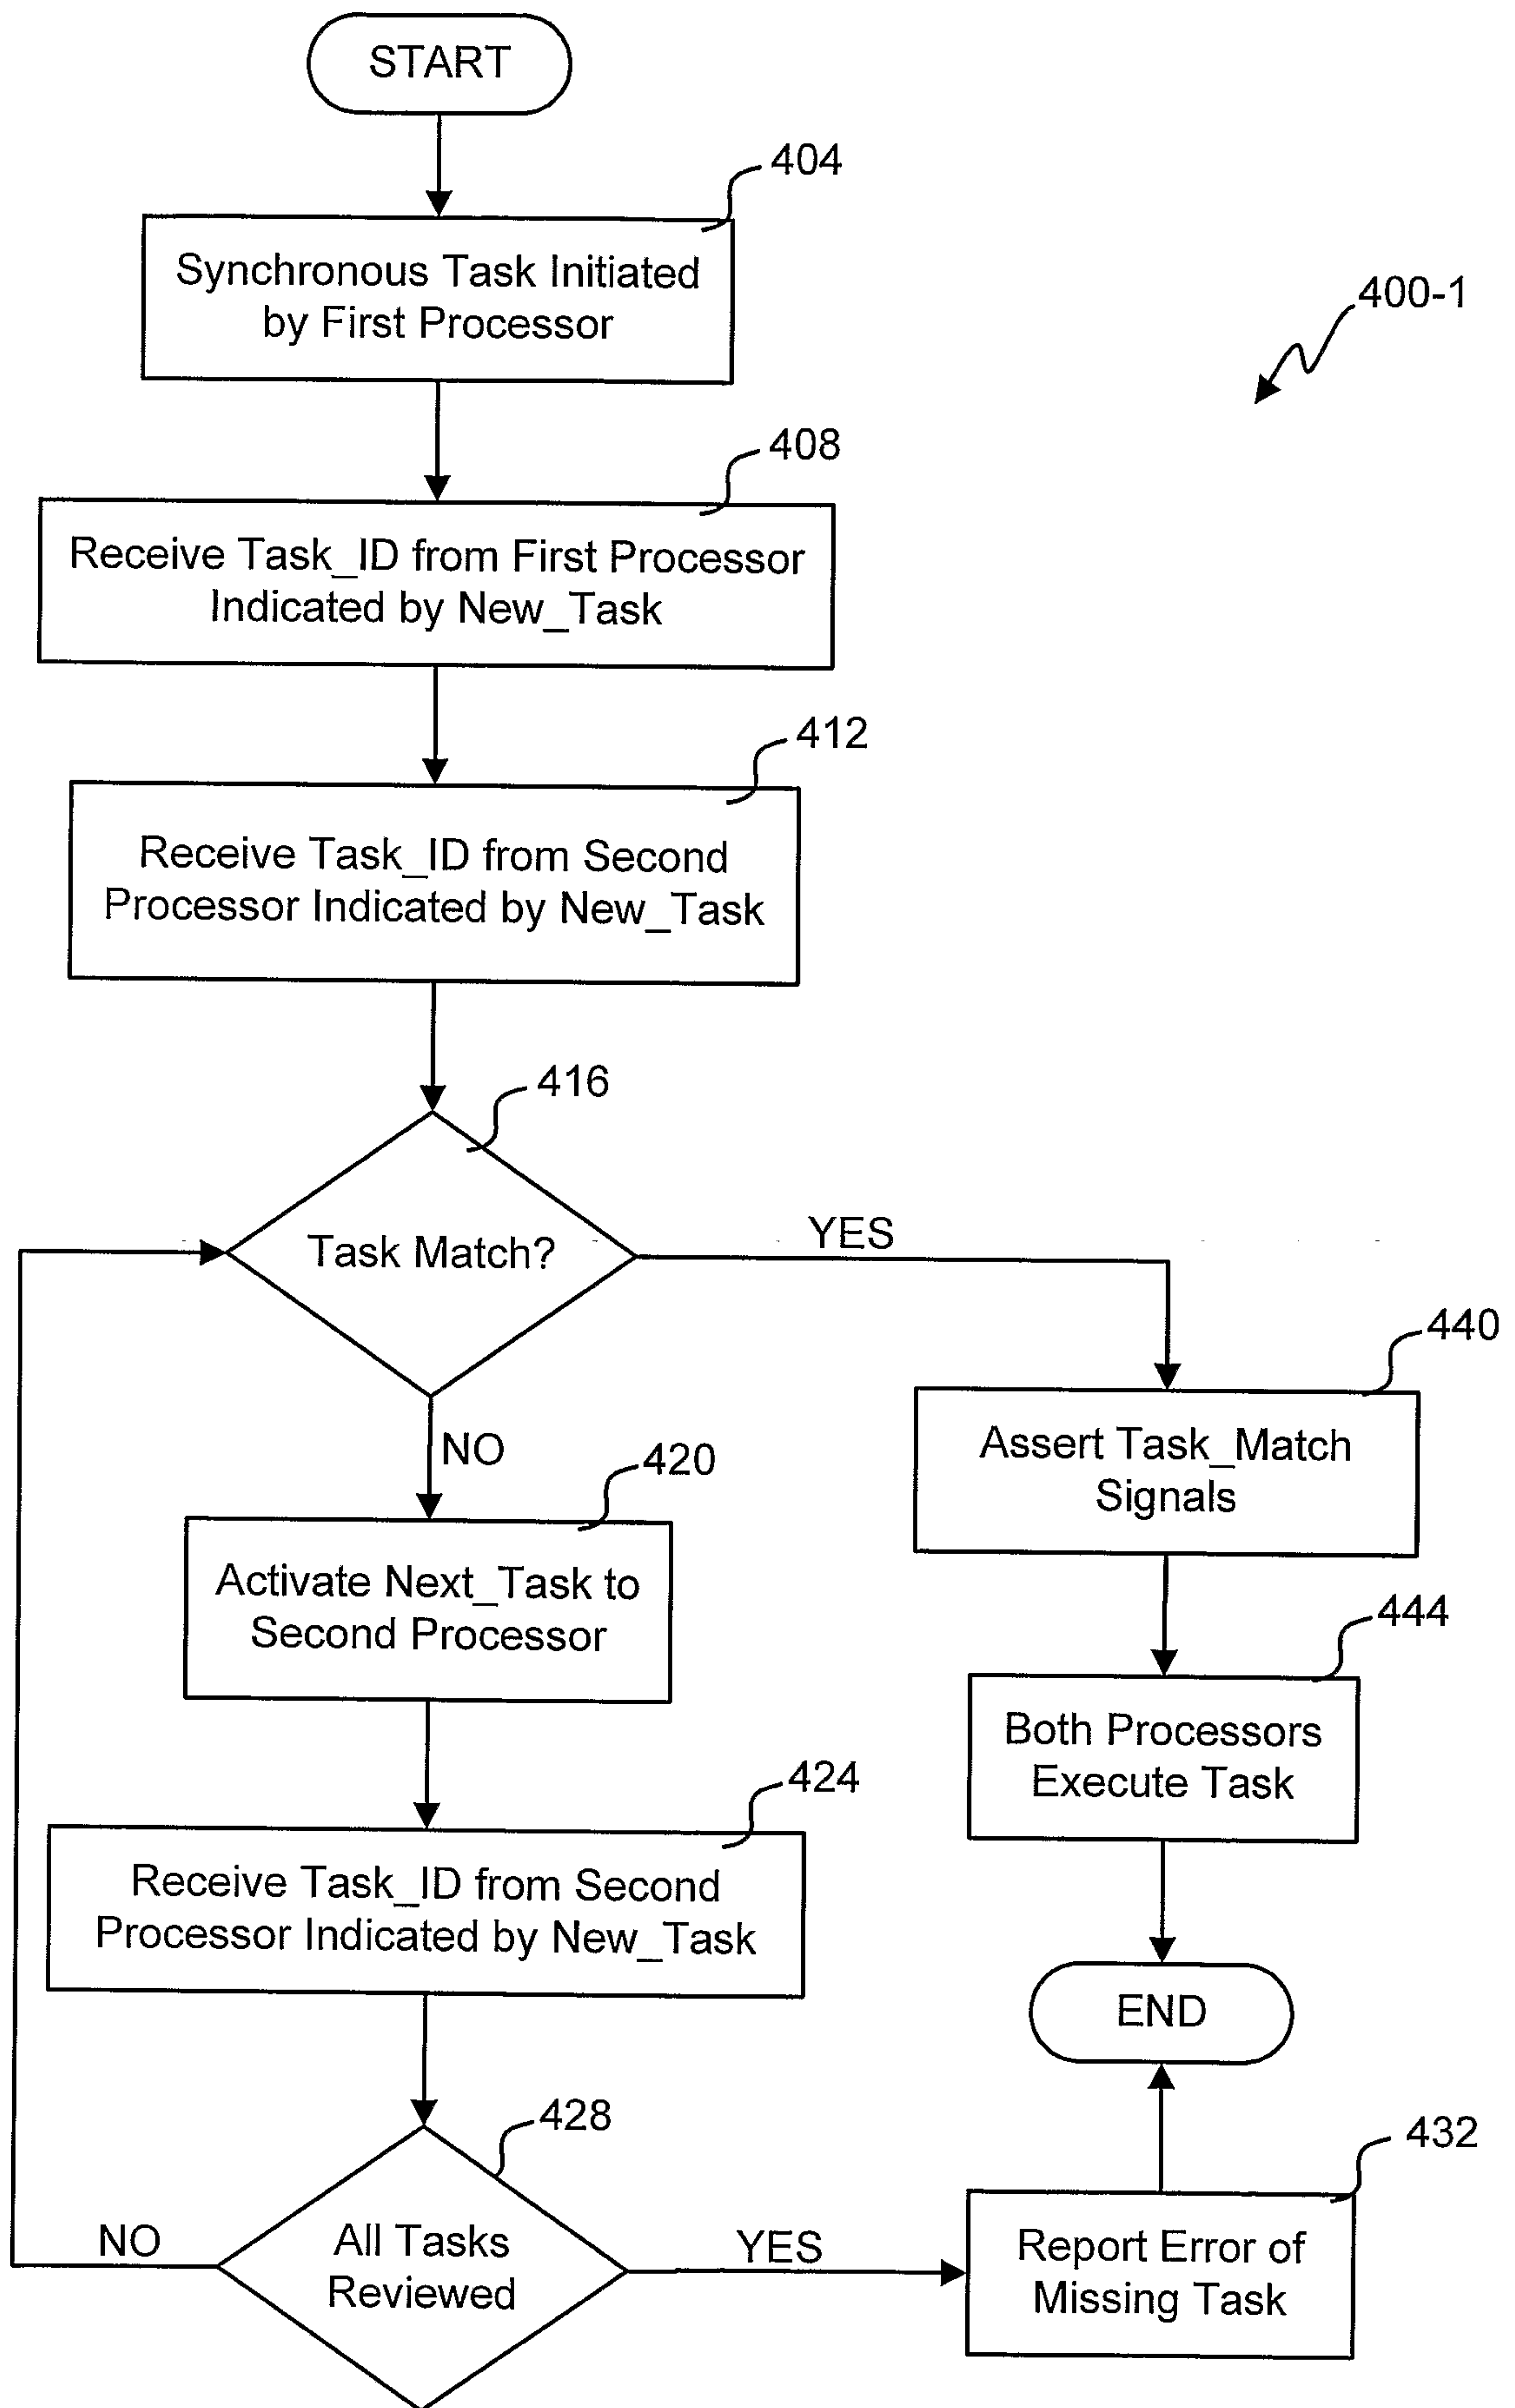 START
404
Synchronous Task Initiated
by First Processor
400-1
408
Receive Task_ID from First Processor
Indicated by New_Task
412
Receive Task_ID from Second
Processor Indicated by New_Task
416
Task Match?
YES
NO
440
Assert Task_Match
Signals
420
Activate Next_Task to
Second Processor
444
Both Processors
Execute Task
424
Receive Task_ID from Second
Processor Indicated by New_Task
END
428
All Tasks
Reviewed
NO
YES
432
Report Error of
Missing Task